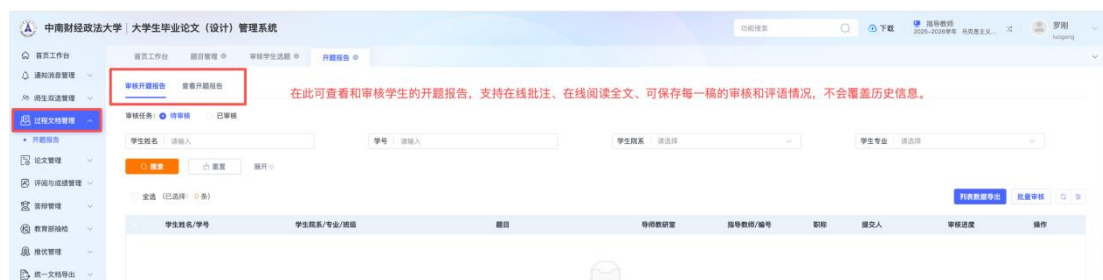 中南财经政法大学 | 大学生毕业论文（设计）管理系统
功能搜索
下载
指导教师
2025-2026学年 马克思主义...
罗刚
luogang
首页工作台
通知消息管理
师生双选管理
过程文档管理
开题报告
论文管理
评阅与成绩管理
答辩管理
教育部抽检
推优管理
统一文档导出
首页工作台 题目管理 审核学生选题 开题报告
审核开题报告 查看开题报告
在此可查看和审核学生的开题报告，支持在线批注、在线阅读全文、可保存每一稿的审核和评语情况，不会覆盖历史信息。
审核任务： 待审核 已审核
学生姓名 请输入 学号 请输入 学生院系 请选择 学生专业 请选择
搜索 重置 展开
全选 （已选择： 0 条） 列表数据导出 批量审核
学生姓名/学号 学生院系/专业/班级 题目 导师教研室 指导教师/编号 职称 提交人 审核进度 操作